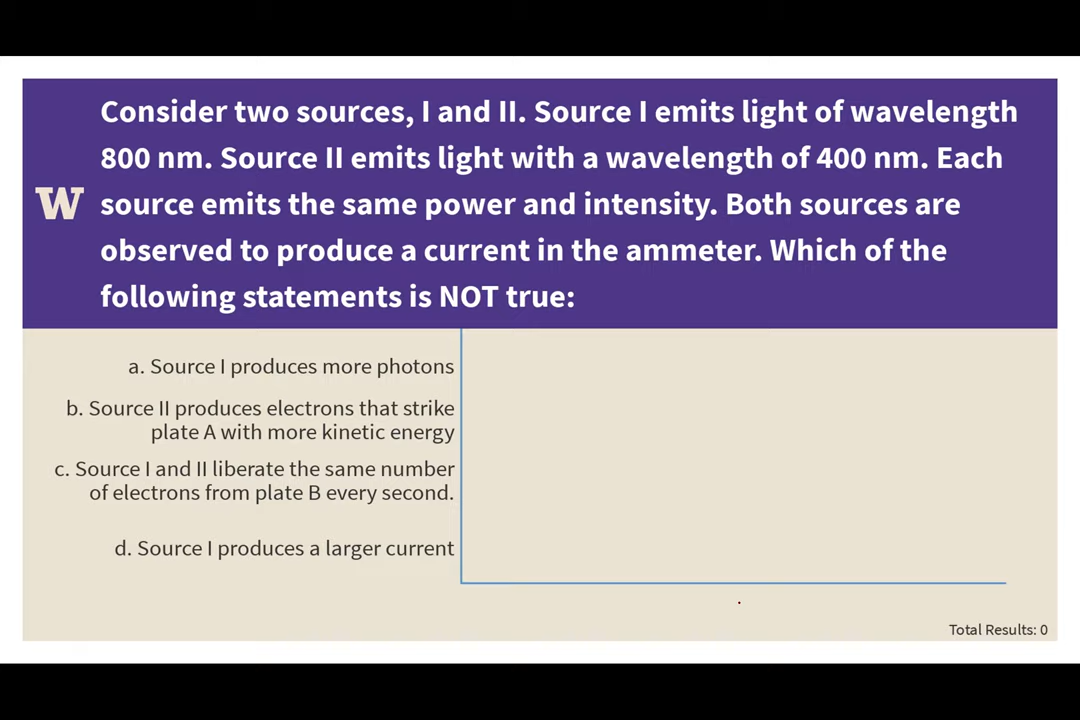 Consider two sources, I and II. Source I emits light of wavelength
800 nm. Source II emits light with a wavelength of 400 nm. Each
W source emits the same power and intensity. Both sources are
observed to produce a current in the ammeter. Which of the
following statements is NOT true:
a. Source I produces more photons
b. Source II produces electrons that strike
plate A with more kinetic energy
c. Source I and II liberate the same number
of electrons from plate B every second.
d. Source I produces a larger current
Total Results: 0